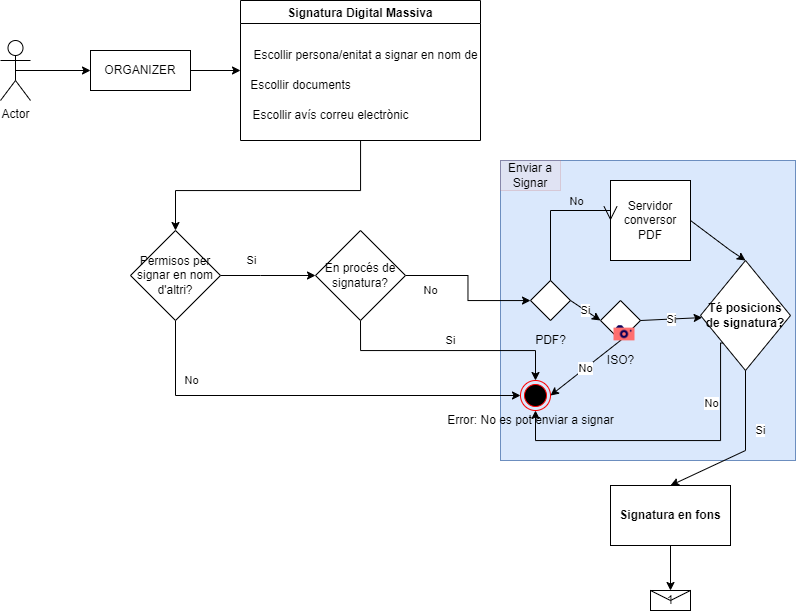 Signatura Digital Massiva
Escollir persona/enitat a signar en nom de
Escollir documents
Escollir avís correu electrònic
ORGANIZER
Actor
Enviar a
Signar
No
Servidor
conversor
PDF
Permisos per
signar en nom
d'altri?
Si
En procés de
signatura?
No
Si
Si
Té posicions
de signatura?
PDF?
ISO?
Si
No
No
No
Error: No es pot enviar a signar
Si
Signatura en fons
1